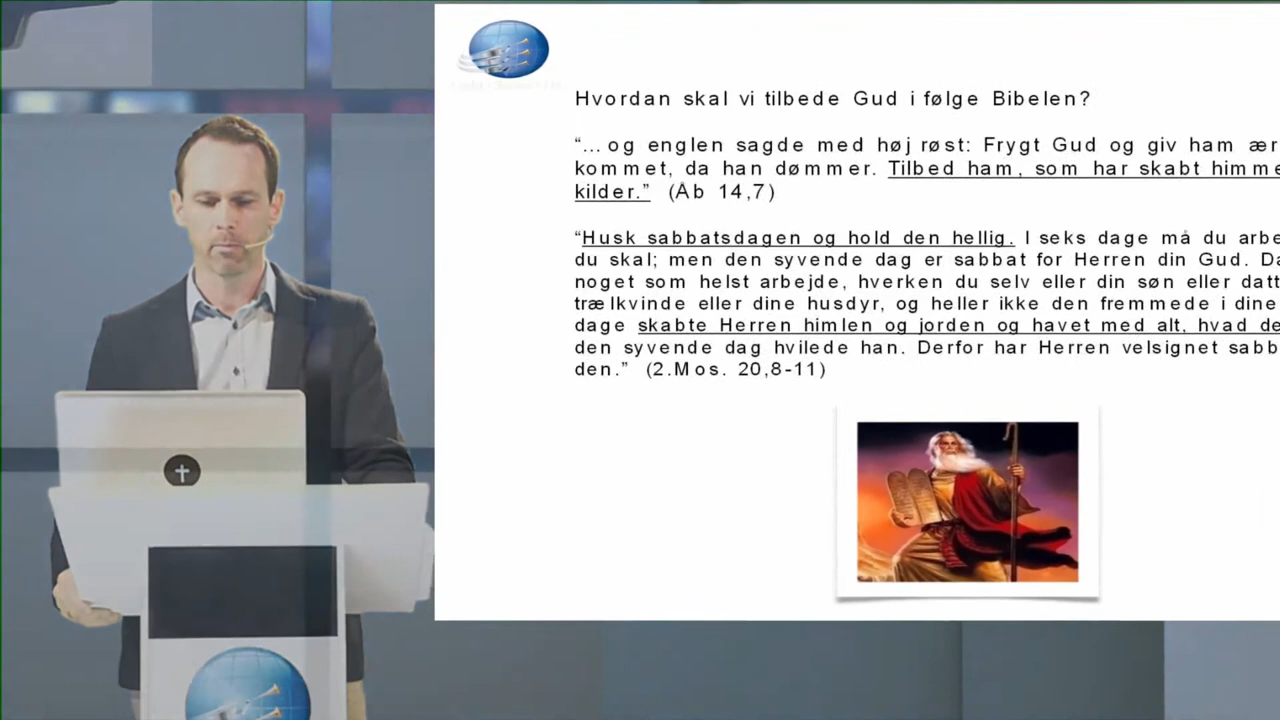 Hvordan skal vi tilbede Gud i følge Bibelen?
“... og englen sagde med høj røst: Frygt Gud og giv ham ær
kommet, da han dømmer. Tilbed ham, som har skabt himme
kilder.” (Åb 14,7)
“Husk sabbatsdagen og hold den hellig. I seks dage må du arbe
du skal; men den syvende dag er sabbat for Herren din Gud. Da
noget som helst arbejde, hverken du selv eller din søn eller datt
trælkvinde eller dine husdyr, og heller ikke den fremmede i dine
dage skabte Herren himlen og jorden og havet med alt, hvad de
den syvende dag hvilede han. Derfor har Herren velsignet sabb
den.” (2.Mos. 20,8-11)